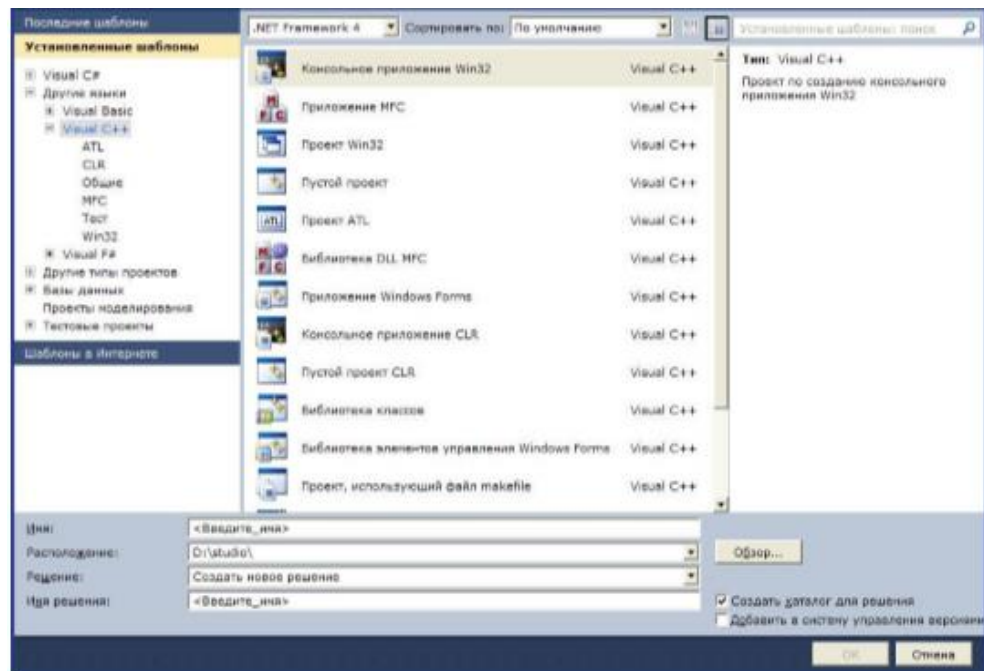 Последние шаблоны
Установленные шаблоны
Visual C#
Другие языки
Visual Basic
Visual C++
ATL
CLR
Общие
MFC
Тест
Win32
Visual F#
Другие типы проектов
Базы данных
Проекты моделирования
Тестовые проекты
Шаблоны в Интернете
.NET Framework 4
Сортировать по: По умолчанию
Установленные шаблоны: поиск
Консольное приложение Win32 Visual C++
Приложение MFC Visual C++
Проект Win32 Visual C++
Пустой проект Visual C++
Проект ATL Visual C++
Библиотека DLL MFC Visual C++
Приложение Windows Forms Visual C++
Консольное приложение CLR Visual C++
Пустой проект CLR Visual C++
Библиотека классов Visual C++
Библиотека элементов управления Windows Forms Visual C++
Проект, использующий файл makefile Visual C++
Тип: Visual C++
Проект по созданию консольного
приложения Win32
Имя: <Введите_имя>
Расположение: D:\studio\
Обзор...
Решение: Создать новое решение
Имя решения: <Введите_имя>
Создать каталог для решения
Добавить в систему управления версиями
OK
Отмена